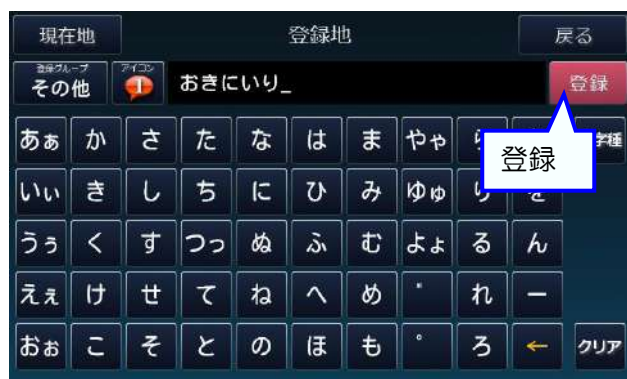 現在地 登録地 戻る
登録グループ アイコン
その他 1 おきにいり_ 登録
あぁ か さ た な は ま やゃ 字種
登録
いぃ き し ち に ひ み ゆゅ り を
うぅ く す つっ ぬ ふ む よょ る ん
えぇ け せ て ね へ め ゛ れ ー
おぉ こ そ と の ほ も ゜ ろ ← クリア